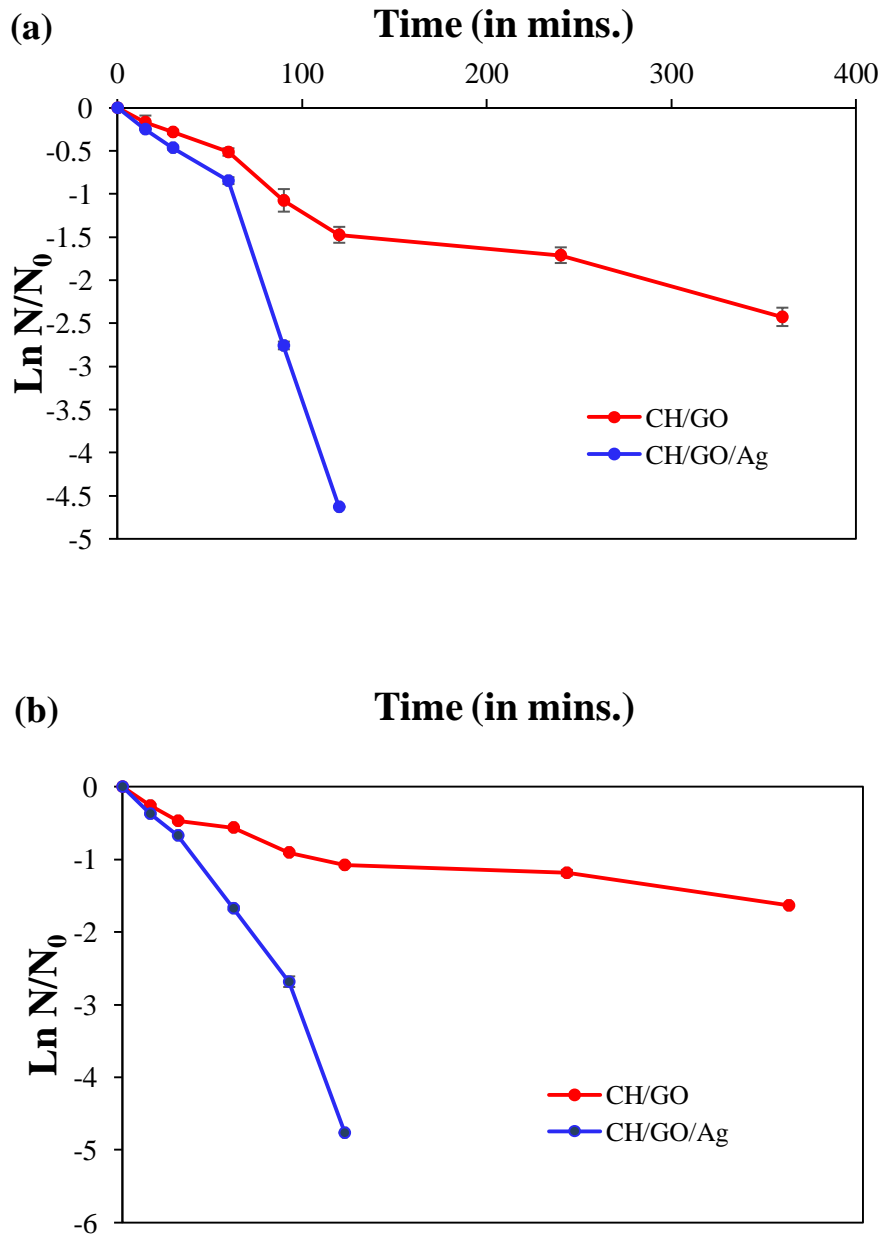 (a)
Time (in mins.)
0 100 200 300 400
0
-0.5
-1
-1.5
-2
-2.5
-3
-3.5
-4
-4.5
-5
Ln N/N₀
CH/GO
CH/GO/Ag
(b)
Time (in mins.)
0
-1
-2
-3
-4
-5
-6
Ln N/N₀
CH/GO
CH/GO/Ag